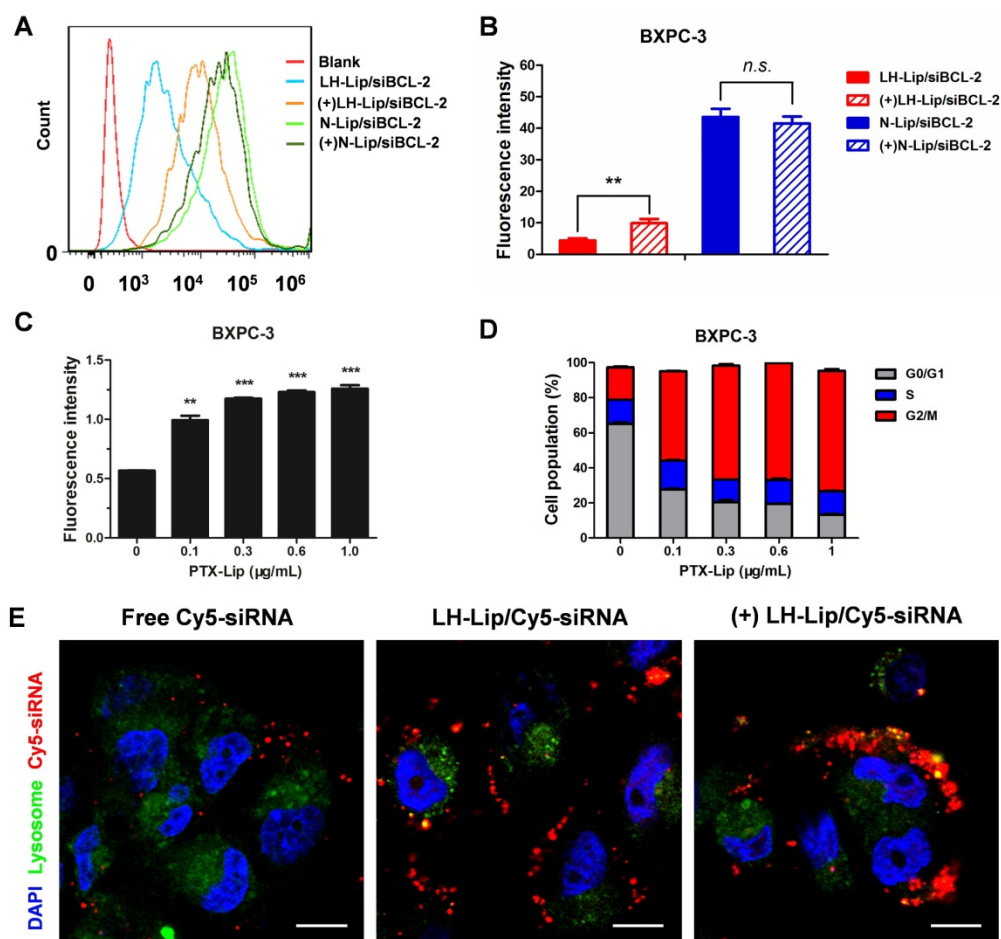 A
Count
0
0 10³ 10⁴ 10⁵ 10⁶
Blank
LH-Lip/siBCL-2
(+)LH-Lip/siBCL-2
N-Lip/siBCL-2
(+)N-Lip/siBCL-2
B
BXPC-3
Fluorescence intensity
60
50
40
30
20
10
0
**
n.s.
LH-Lip/siBCL-2
(+)LH-Lip/siBCL-2
N-Lip/siBCL-2
(+)N-Lip/siBCL-2
C
BXPC-3
Fluorescence intensity
1.5
1.0
0.5
0.0
** *** *** ***
0 0.1 0.3 0.6 1.0
PTX-Lip (µg/mL)
D
BXPC-3
Cell population (%)
100
80
60
40
20
0
0 0.1 0.3 0.6 1
PTX-Lip (µg/mL)
G0/G1
S
G2/M
E
Free Cy5-siRNA
LH-Lip/Cy5-siRNA
(+) LH-Lip/Cy5-siRNA
DAPI Lysosome Cy5-siRNA